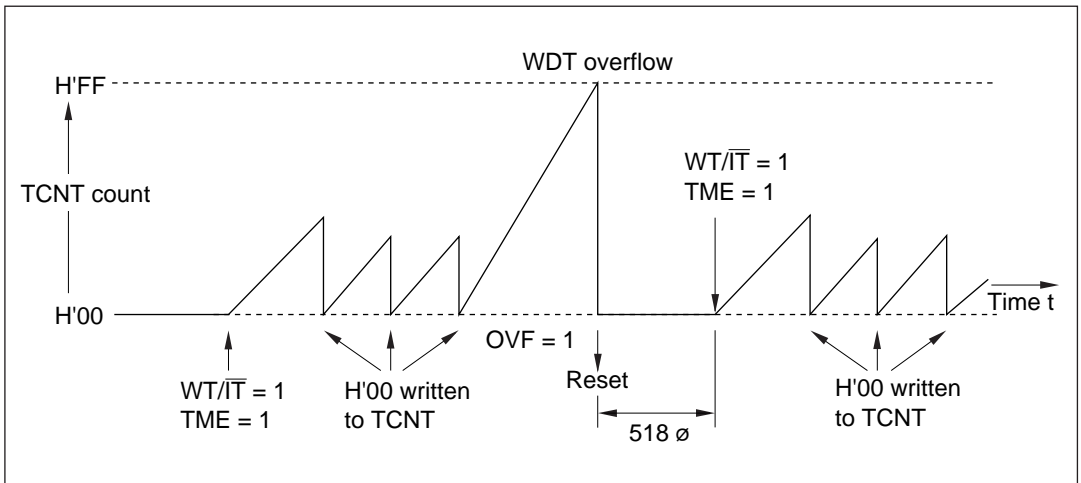 WDT overflow
H'FF
WT/IT = 1
TME = 1
TCNT count
Time t
H'00
OVF = 1
Reset
WT/IT = 1
TME = 1
H'00 written
to TCNT
518 ø
H'00 written
to TCNT